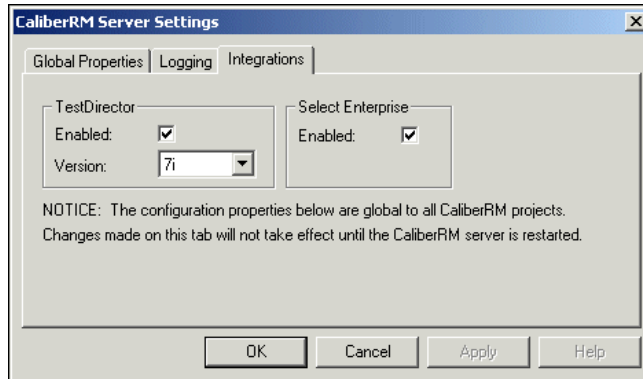 CaliberRM Server Settings
Global Properties
Logging
Integrations
TestDirector
Enabled:
Version:
7i
Select Enterprise
Enabled:
NOTICE:  The configuration properties below are global to all CaliberRM projects.
Changes made on this tab will not take effect until the CaliberRM server is restarted.
OK
Cancel
Apply
Help